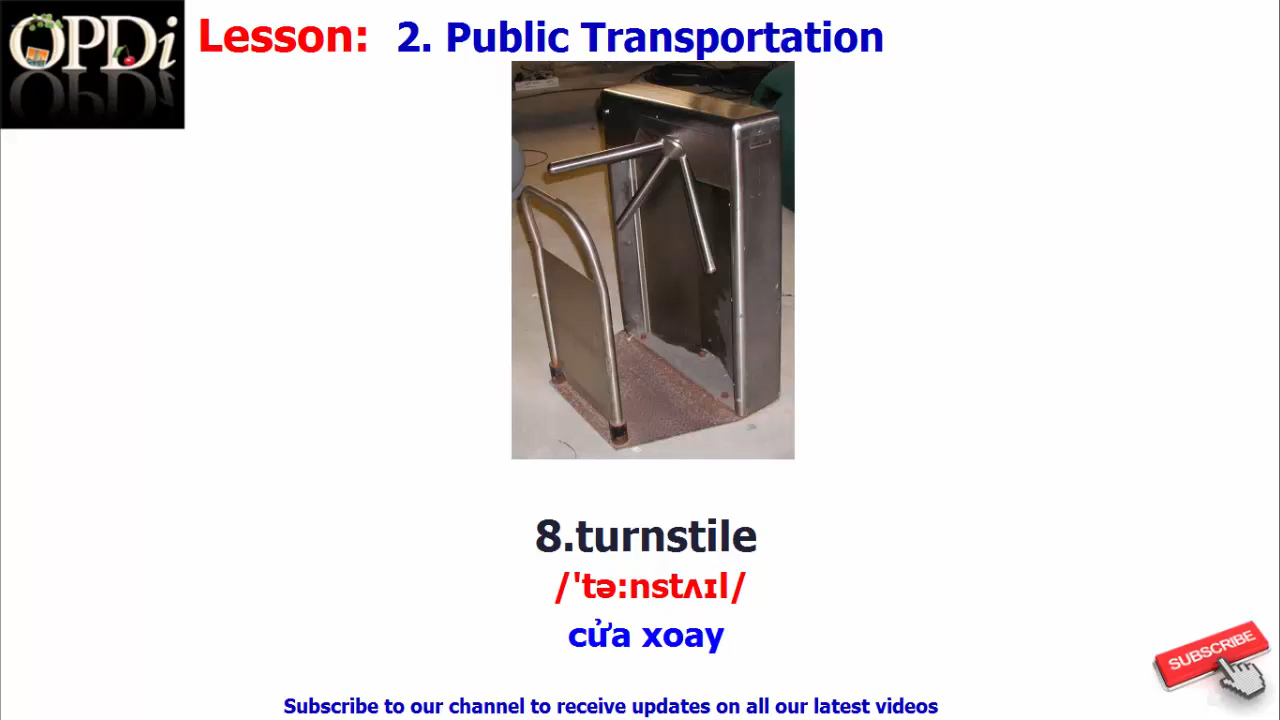 OPDi
Lesson: 2. Public Transportation
8.turnstile
/'tə:nstʌɪl/
cửa xoay
SUBSCRIBE
Subscribe to our channel to receive updates on all our latest videos